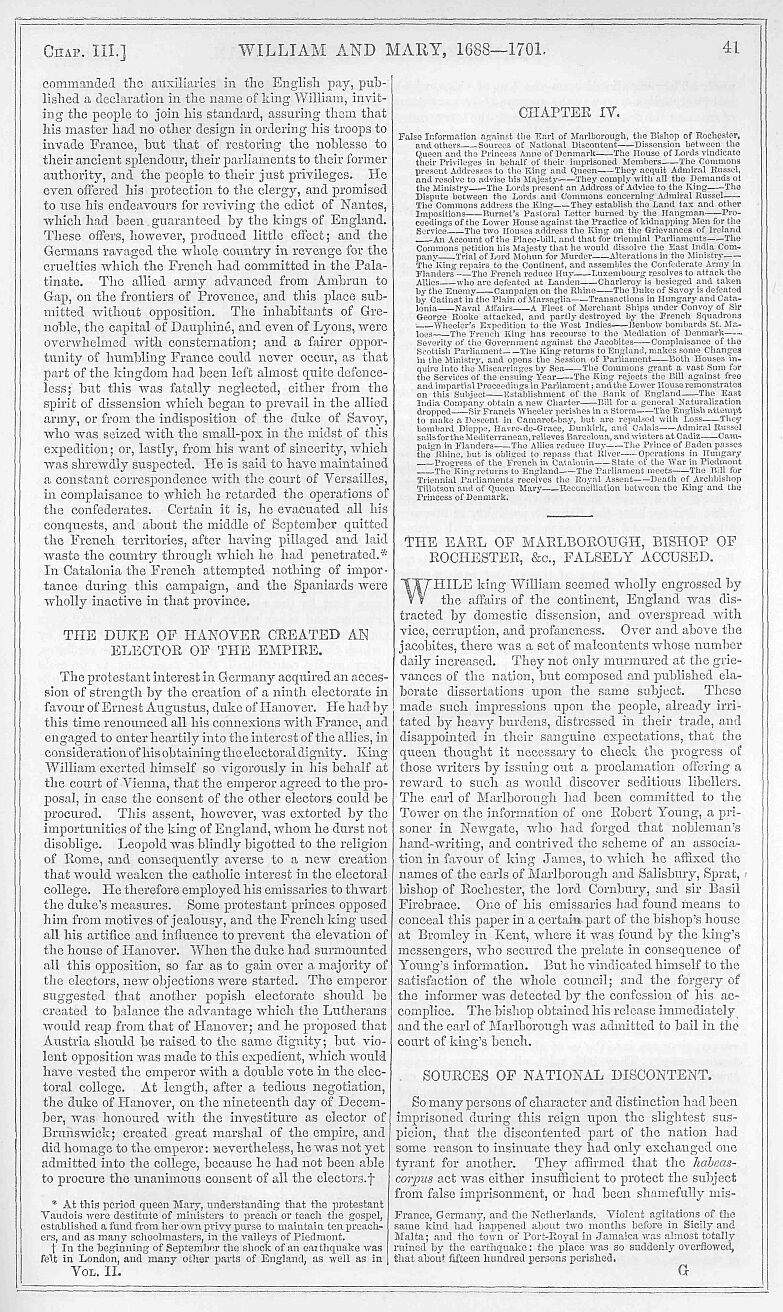 CHAP. III.]
WILLIAM AND MARY, 1688—1701.
41
commanded the auxiliaries in the English pay, pub-
lished a declaration in the name of king William, invit-
ing the people to join his standard, assuring them that
his master had no other design in ordering his troops to
invade France, but that of restoring the noblesse to
their ancient splendour, their parliaments to their former
authority, and the people to their just privileges. He
even offered his protection to the clergy, and promised
to use his endeavours for reviving the edict of Nantes,
which had been guaranteed by the kings of England.
These offers, however, produced little effect; and the
Germans ravaged the whole country in revenge for the
cruelties which the French had committed in the Pala-
tinate. The allied army advanced from Ambrun to
Gap, on the frontiers of Provence, and this place sub-
mitted without opposition. The inhabitants of Gre-
noble, the capital of Dauphiné, and even of Lyons, were
overwhelmed with consternation; and a fairer oppor-
tunity of humbling France could never occur, as that
part of the kingdom had been left almost quite defence-
less; but this was fatally neglected, either from the
spirit of dissension which began to prevail in the allied
army, or from the indisposition of the duke of Savoy,
who was seized with the small-pox in the midst of this
expedition; or, lastly, from his want of sincerity, which
was shrewdly suspected. He is said to have maintained
a constant correspondence with the court of Versailles,
in complaisance to which he retarded the operations of
the confederates. Certain it is, he evacuated all his
conquests, and about the middle of September quitted
the French territories, after having pillaged and laid
waste the country through which he had penetrated.*
In Catalonia the French attempted nothing of impor-
tance during this campaign, and the Spaniards were
wholly inactive in that province.
THE DUKE OF HANOVER CREATED AN
ELECTOR OF THE EMPIRE.
The protestant interest in Germany acquired an acces-
sion of strength by the creation of a ninth electorate in
favour of Ernest Augustus, duke of Hanover. He had by
this time renounced all his connexions with France, and
engaged to enter heartily into the interest of the allies, in
consideration of his obtaining the electoral dignity. King
William exerted himself so vigorously in his behalf at
the court of Vienna, that the emperor agreed to the pro-
posal, in case the consent of the other electors could be
procured. This assent, however, was extorted by the
importunities of the king of England, whom he durst not
disoblige. Leopold was blindly bigotted to the religion
of Rome, and consequently averse to a new creation
that would weaken the catholic interest in the electoral
college. He therefore employed his emissaries to thwart
the duke's measures. Some protestant princes opposed
him from motives of jealousy, and the French king used
all his artifice and influence to prevent the elevation of
the house of Hanover. When the duke had surmounted
all this opposition, so far as to gain over a majority of
the electors, new objections were started. The emperor
suggested that another popish electorate should be
created to balance the advantage which the Lutherans
would reap from that of Hanover; and he proposed that
Austria should be raised to the same dignity; but vio-
lent opposition was made to this expedient, which would
have vested the emperor with a double vote in the elec-
toral college. At length, after a tedious negotiation,
the duke of Hanover, on the nineteenth day of Decem-
ber, was honoured with the investiture as elector of
Brunswick; created great marshal of the empire, and
did homage to the emperor: nevertheless, he was not yet
admitted into the college, because he had not been able
to procure the unanimous consent of all the electors.†
* At this period queen Mary, understanding that the protestant
Vaudois were destitute of ministers to preach or teach the gospel,
established a fund from her own privy purse to maintain ten preach-
ers, and as many schoolmasters, in the valleys of Piedmont.
† In the beginning of September the shock of an earthquake was
felt in London, and many other parts of England, as well as in
VOL. II.
CHAPTER IV.
False Information against the Earl of Marlborough, the Bishop of Rochester,
and others——Sources of National Discontent——Dissension between the
Queen and the Princess Anne of Denmark——The House of Lords vindicate
their Privileges in behalf of their imprisoned Members——The Commons
present Addresses to the King and Queen——They acquit Admiral Russel,
and resolve to advise his Majesty——They comply with all the Demands of
the Ministry——The Lords present an Address of Advice to the King——The
Dispute between the Lords and Commons concerning Admiral Russel——
The Commons address the King——They establish the Land tax and other
Impositions——Burnet's Pastoral Letter burned by the Hangman——Pro-
ceedings of the Lower House against the Practice of kidnapping Men for the
Service——The two Houses address the King on the Grievances of Ireland
——An Account of the Place-bill, and that for triennial Parliaments——The
Commons petition his Majesty that he would dissolve the East India Com-
pany——Trial of Lord Mohun for Murder——Alterations in the Ministry——
The King repairs to the Continent, and assembles the Confederate Army in
Flanders——The French reduce Huy——Luxembourg resolves to attack the
Allies——who are defeated at Landen——Charleroy is besieged and taken
by the Enemy——Campaign on the Rhine——The Duke of Savoy is defeated
by Catinat in the Plain of Marsaglia——Transactions in Hungary and Cata-
lonia——Naval Affairs——A Fleet of Merchant Ships under Convoy of Sir
George Rooke attacked, and partly destroyed by the French Squadrons
——Wheeler's Expedition to the West Indies——Benbow bombards St. Ma-
loes——The French King has recourse to the Mediation of Denmark——
Severity of the Government against the Jacobites——Complaisance of the
Scottish Parliament——The King returns to England, makes some Changes
in the Ministry, and opens the Session of Parliament——Both Houses in-
quire into the Miscarriages by Sea——The Commons grant a vast Sum for
the Services of the ensuing Year——The King rejects the Bill against free
and impartial Proceedings in Parliament; and the Lower House remonstrates
on this Subject——Establishment of the Bank of England——The East
India Company obtain a new Charter——Bill for a general Naturalization
dropped——Sir Francis Wheeler perishes in a Storm——The English attempt
to make a Descent in Camaret-bay, but are repulsed with Loss——They
bombard Dieppe, Havre-de-Grace, Dunkirk, and Calais——Admiral Russel
sails for the Mediterranean, relieves Barcelona, and winters at Cadiz——Cam-
paign in Flanders——The Allies reduce Huy——The Prince of Baden passes
the Rhine, but is obliged to repass that River——Operations in Hungary
——Progress of the French in Catalonia——State of the War in Piedmont
——The King returns to England——The Parliament meets——The Bill for
Triennial Parliaments receives the Royal Assent——Death of Archbishop
Tillotson and of Queen Mary——Reconciliation between the King and the
Princess of Denmark.
THE EARL OF MARLBOROUGH, BISHOP OF
ROCHESTER, &c., FALSELY ACCUSED.
WHILE king William seemed wholly engrossed by
the affairs of the continent, England was dis-
tracted by domestic dissension, and overspread with
vice, corruption, and profaneness. Over and above the
jacobites, there was a set of malcontents whose number
daily increased. They not only murmured at the grie-
vances of the nation, but composed and published ela-
borate dissertations upon the same subject. These
made such impressions upon the people, already irri-
tated by heavy burdens, distressed in their trade, and
disappointed in their sanguine expectations, that the
queen thought it necessary to check the progress of
those writers by issuing out a proclamation offering a
reward to such as would discover seditious libellers.
The earl of Marlborough had been committed to the
Tower on the information of one Robert Young, a pri-
soner in Newgate, who had forged that nobleman's
hand-writing, and contrived the scheme of an associa-
tion in favour of king James, to which he affixed the
names of the earls of Marlborough and Salisbury, Sprat,
bishop of Rochester, the lord Cornbury, and sir Basil
Firebrace. One of his emissaries had found means to
conceal this paper in a certain part of the bishop's house
at Bromley in Kent, where it was found by the king's
messengers, who secured the prelate in consequence of
Young's information. But he vindicated himself to the
satisfaction of the whole council; and the forgery of
the informer was detected by the confession of his ac-
complice. The bishop obtained his release immediately
and the earl of Marlborough was admitted to bail in the
court of king's bench.
SOURCES OF NATIONAL DISCONTENT.
So many persons of character and distinction had been
imprisoned during this reign upon the slightest sus-
picion, that the discontented part of the nation had
some reason to insinuate they had only exchanged one
tyrant for another. They affirmed that the habeas-
corpus act was either insufficient to protect the subject
from false imprisonment, or had been shamefully mis-
France, Germany, and the Netherlands. Violent agitations of the
same kind had happened about two months before in Sicily and
Malta; and the town of Port-Royal in Jamaica was almost totally
ruined by the earthquake: the place was so suddenly overflowed,
that about fifteen hundred persons perished.
G